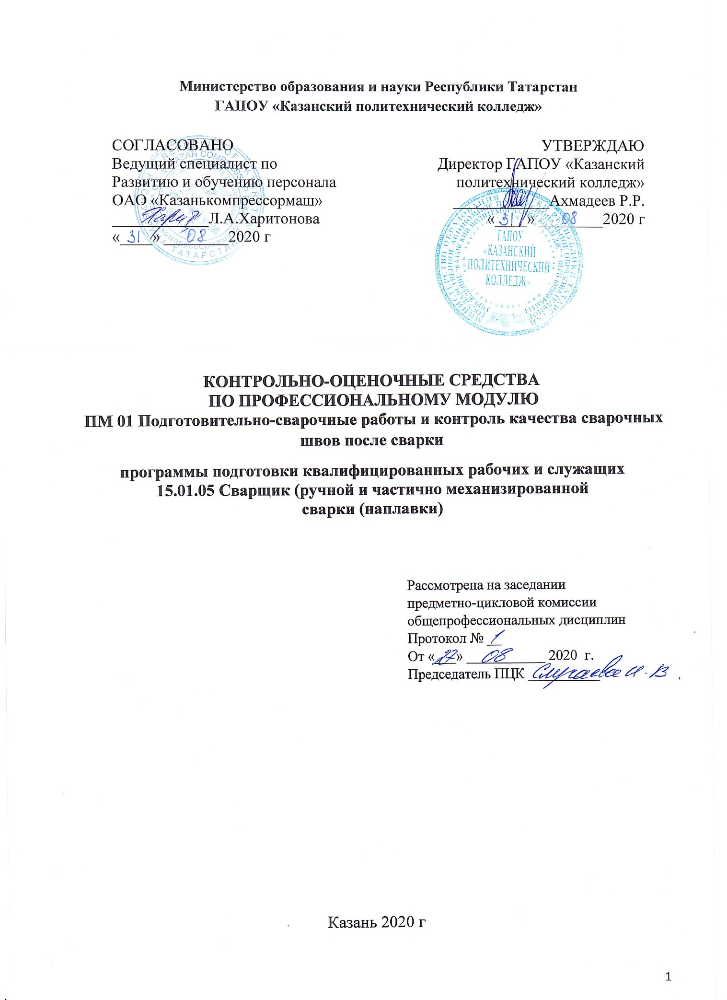 Министерство образования и науки Республики Татарстан
ГАПОУ «Казанский политехнический колледж»
СОГЛАСОВАНО
Ведущий специалист по
Развитию и обучению персонала
ОАО «Казанькомпрессормаш»
____________Л.А.Харитонова
«31» 08 2020 г
УТВЕРЖДАЮ
Директор ГАПОУ «Казанский
политехнический колледж»
____________Ахмадеев Р.Р.
«31» 08 2020 г
ГАПОУ
«КАЗАНСКИЙ
ПОЛИТЕХНИЧЕСКИЙ
КОЛЛЕДЖ»
КОНТРОЛЬНО-ОЦЕНОЧНЫЕ СРЕДСТВА
ПО ПРОФЕССИОНАЛЬНОМУ МОДУЛЮ
ПМ 01 Подготовительно-сварочные работы и контроль качества сварочных
швов после сварки
программы подготовки квалифицированных рабочих и служащих
15.01.05 Сварщик (ручной и частично механизированной
сварки (наплавки)
Рассмотрена на заседании
предметно-цикловой комиссии
общепрофессиональных дисциплин
Протокол № 1
От «27» 08 2020 г.
Председатель ПЦК
Казань 2020 г
1